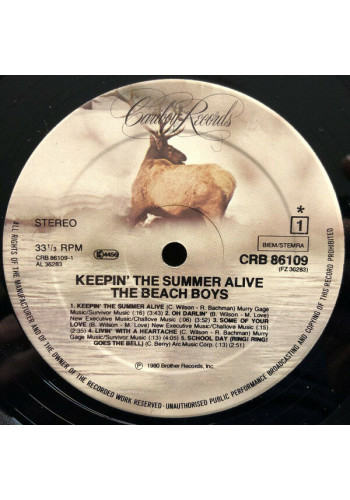 Caribou Records
STEREO
33 1/3 RPM
CRB 86109-1
AL 36283
LC 4456
*
1
BIEM/STEMRA
CRB 86109
(FZ 36283)
KEEPIN' THE SUMMER ALIVE
THE BEACH BOYS
1. KEEPIN' THE SUMMER ALIVE (C. Wilson - R. Bachman) Murry Gage
Music/Survivor Music (16) (3:43) 2. OH DARLIN' (B. Wilson - M. Love)
New Executive Music/Challove Music (06) (3:52) 3. SOME OF YOUR
LOVE (B. Wilson - M. Love) New Executive Music/Challove Music (15)
(2:35) 4. LIVIN' WITH A HEARTACHE (C. Wilson - R. Bachman) Murry
Gage Music/Survivor Music (31) 5. SCHOOL DAY (RING! RING!
GOES THE BELL) (C. Berry) Arc Music Corp. (13) (2:51)
℗ 1980 Brother Records, Inc.
ALL RIGHTS OF THE MANUFACTURER AND OF THE OWNER OF THE RECORDED WORK RESERVED - UNAUTHORISED PUBLIC PERFORMANCE BROADCASTING AND COPYING OF THIS RECORD PROHIBITED